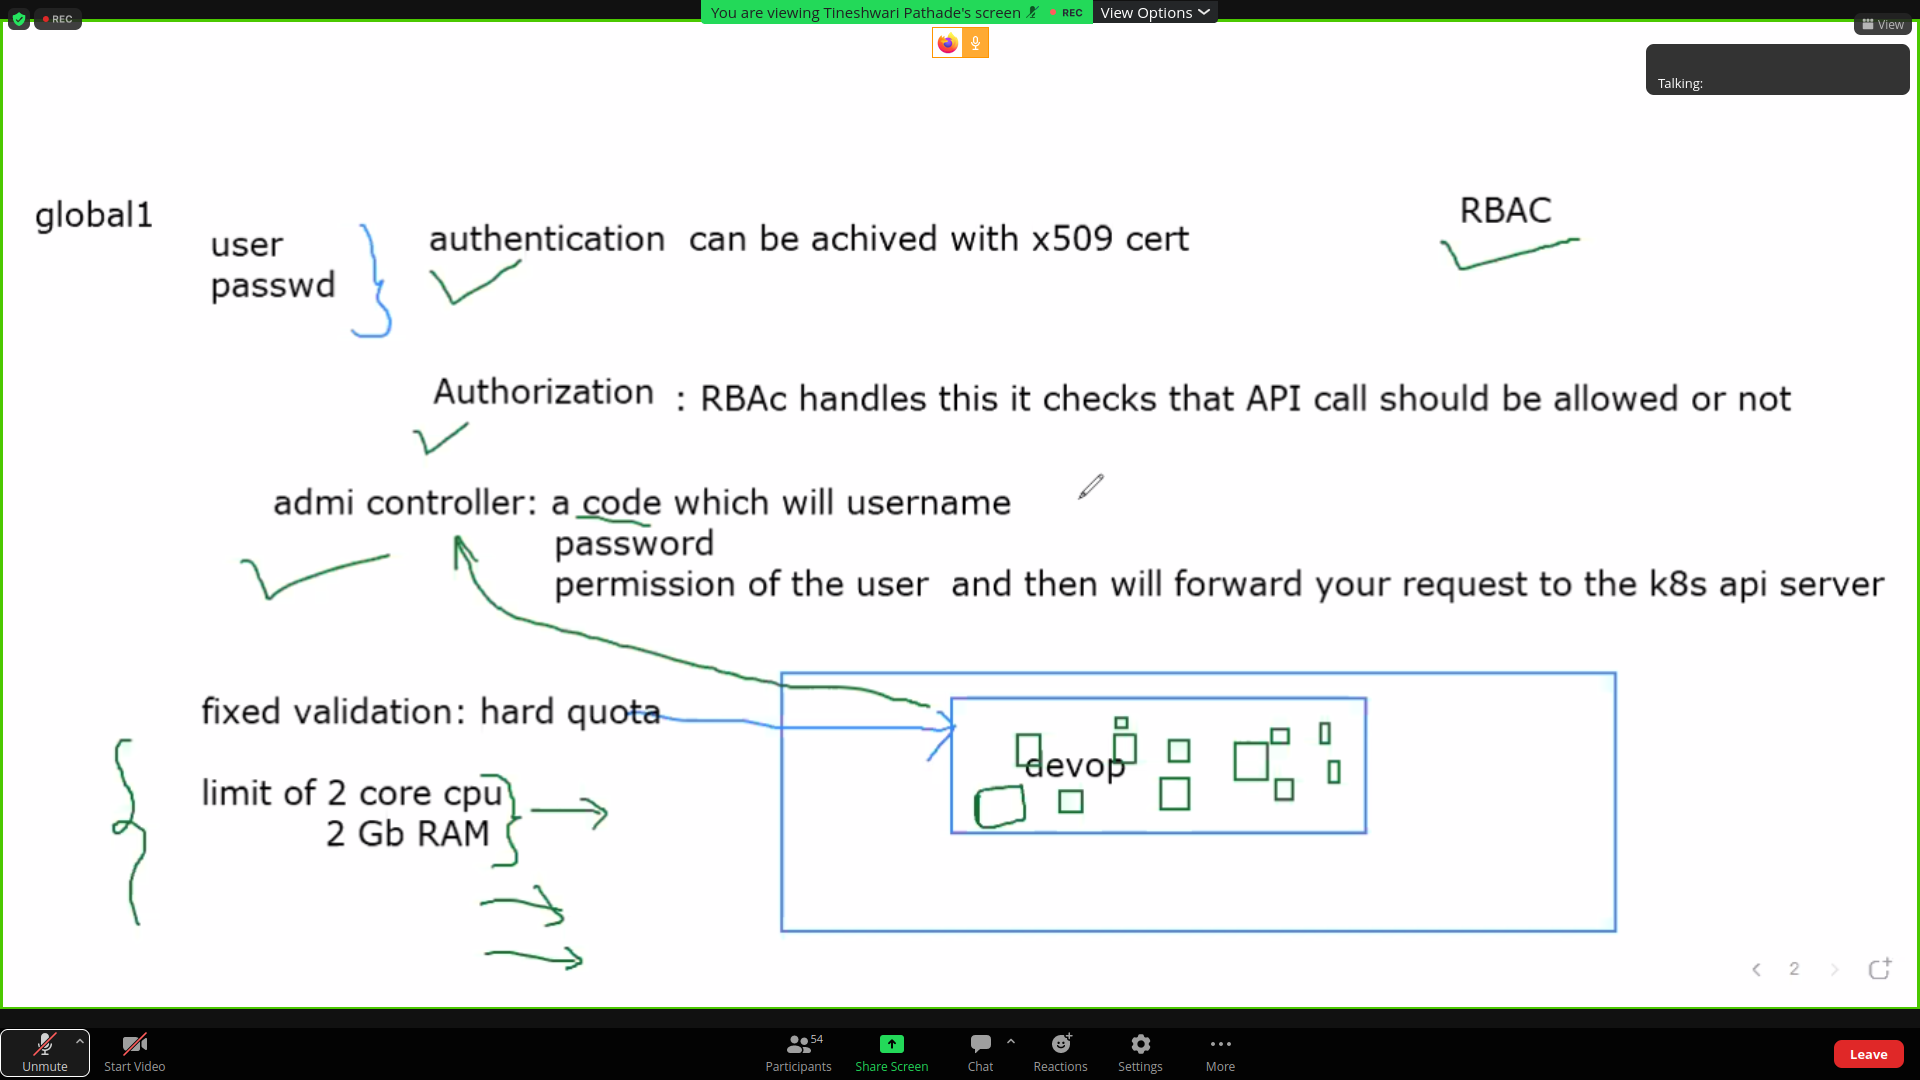 REC
You are viewing Tineshwari Pathade's screen REC View Options
View
Talking:
global1
RBAC
user
passwd
authentication can be achived with x509 cert
Authorization : RBAc handles this it checks that API call should be allowed or not
admi controller: a code which will username
password
permission of the user and then will forward your request to the k8s api server
fixed validation: hard quota
devop
limit of 2 core cpu
2 Gb RAM
2
Unmute
Start Video
Participants 54
Share Screen
Chat
Reactions
Settings
More
Leave